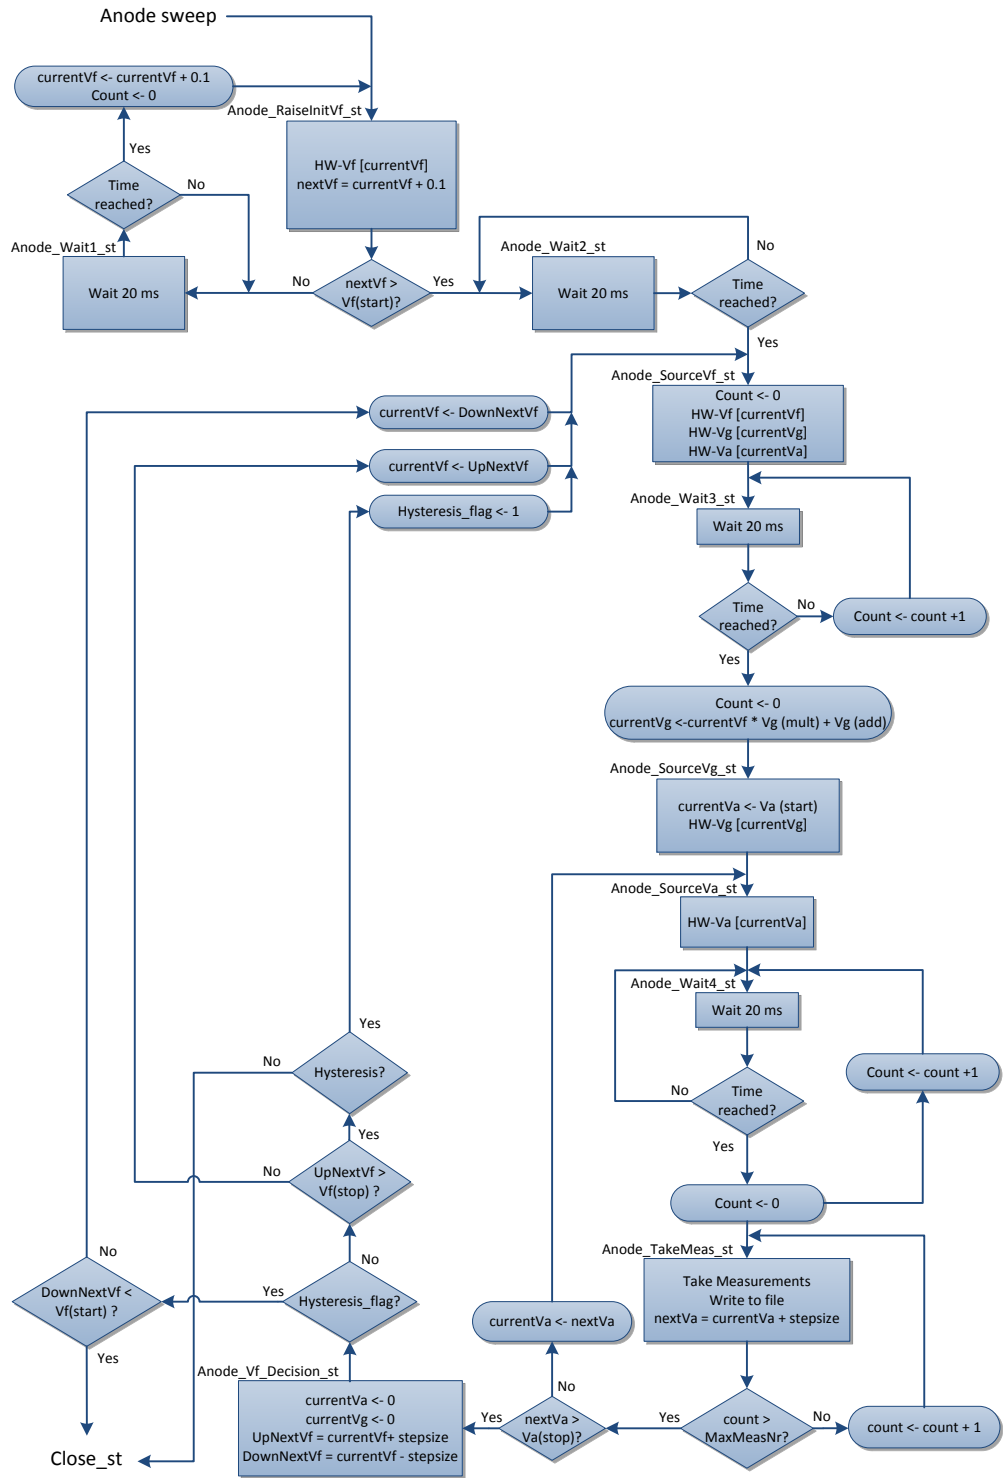 Anode sweep
currentVf <- currentVf + 0.1
Count <- 0
Anode_RaiseInitVf_st
HW-Vf [currentVf]
nextVf = currentVf + 0.1
Yes
Time
reached?
No
Anode_Wait1_st
Wait 20 ms
No
nextVf >
Vf(start)?
Yes
Anode_Wait2_st
Wait 20 ms
No
Time
reached?
Yes
Anode_SourceVf_st
Count <- 0
HW-Vf [currentVf]
HW-Vg [currentVg]
HW-Va [currentVa]
currentVf <- DownNextVf
currentVf <- UpNextVf
Hysteresis_flag <- 1
Anode_Wait3_st
Wait 20 ms
Time
reached?
No
Count <- count +1
Yes
Count <- 0
currentVg <-currentVf * Vg (mult) + Vg (add)
Anode_SourceVg_st
currentVa <- Va (start)
HW-Vg [currentVg]
Anode_SourceVa_st
HW-Va [currentVa]
Anode_Wait4_st
Wait 20 ms
No
Time
reached?
Count <- count +1
Yes
Count <- 0
Anode_TakeMeas_st
Take Measurements
Write to file
nextVa = currentVa + stepsize
count >
MaxMeasNr?
No
count <- count + 1
Yes
nextVa >
Va(stop)?
No
currentVa <- nextVa
Yes
Anode_Vf_Decision_st
currentVa <- 0
currentVg <- 0
UpNextVf = currentVf+ stepsize
DownNextVf = currentVf - stepsize
Hysteresis_flag?
Yes
No
UpNextVf >
Vf(stop) ?
No
Yes
Hysteresis?
No
Yes
DownNextVf <
Vf(start) ?
No
Yes
Close_st